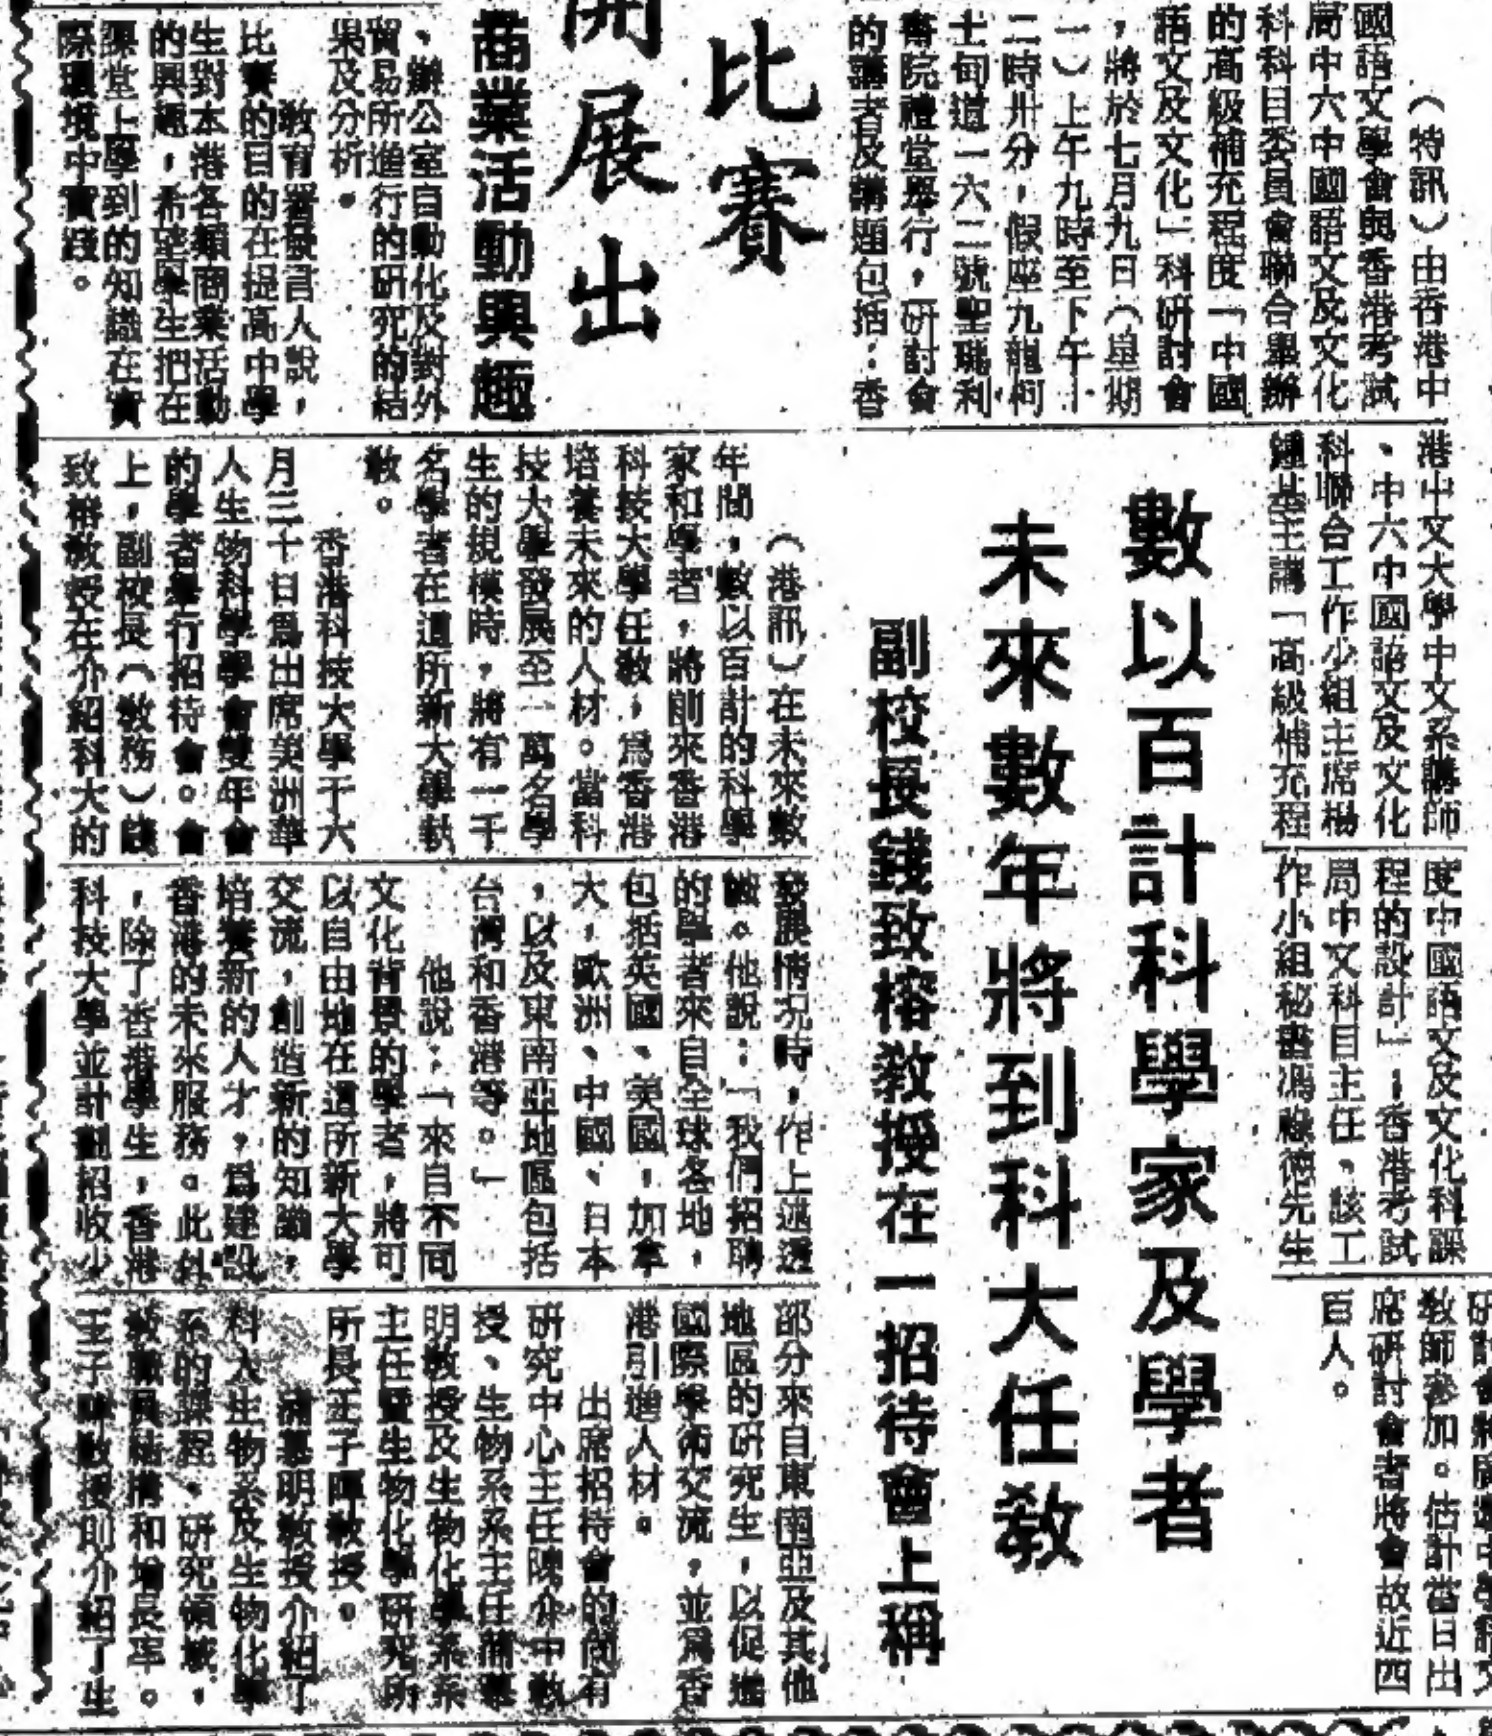 （特訊）由香港中
國語文學會與香港考試
局中六中國語文及文化
科科目委員會聯合舉辦
的高級補充程度「中國
語文及文化」科研討會
，將於七月九日（星期
一）上午九時至下午十
二時卅分，假座九龍柯
士甸道一六二號聖瑪利
書院禮堂舉行，研討會
的講者及講題包括：香
港中文大學中文系講師
、中六中國語文及文化
科聯合工作少組主席楊
鍾基主講「高級補充程
度中國語文及文化科課
程的設計」；香港考試
局中文科目主任，該工
作小組秘書馮 德先生
教師參加。估計當日出
席研討會者將會故近四
百人。
比賽
開展出
商業活動興趣
、辦公室自動化及對外
貿易所進行的研究的結
果及分析。
教育署發言人說，
比賽的目的在提高中學
生對本港各類商業活動
的興趣，希望學生把在
課堂上學到的知識在實
際環境中實踐。
數以百計科學家及學者
未來數年將到科大任教
副校長錢致榕教授在一招待會上稱
（港訊）在未來數
年間，數以百計的科學
家和學者，將前來香港
科技大學任教，為香港
培養未來的人材。當科
技大學發展至一萬名學
生的規模時，將有一千
名學者在這所新大學執
教。
香港科技大學于六
月三十日為出席美洲華
人生物科學學會雙年會
的學者舉行招待會。會
上，副校長（教務）錢
致榕教授在介紹科大的
發展情況時，作上述透
露。他說：「我們招聘
的學者來自全球各地，
包括英國、美國，加拿
大，歐洲、中國、日本
，以及東南亞地區包括
台灣和香港等。」
他說：「來自不同
文化背景的學者，將可
以自由地在這所新大學
交流，創造新的知識，
培養新的人才，為建設
香港的未來服務。此外
，除了香港學生，香港
科技大學並計劃招收少
部分來自東南亞及其他
地區的研究生，以促進
國際學術交流，並為香
港引進人材。
出席招待會的尚有
研究中心主任陳介中教
授、生物系系主任蒲慕
明教授及生物化學系系
主任暨生物化學研究所
所長王子暉教授。
蒲慕明教授介紹了
科大生物系及生物化學
系的課程、研究領域，
教職員結構和增長率。
王子暉教授則介紹了生